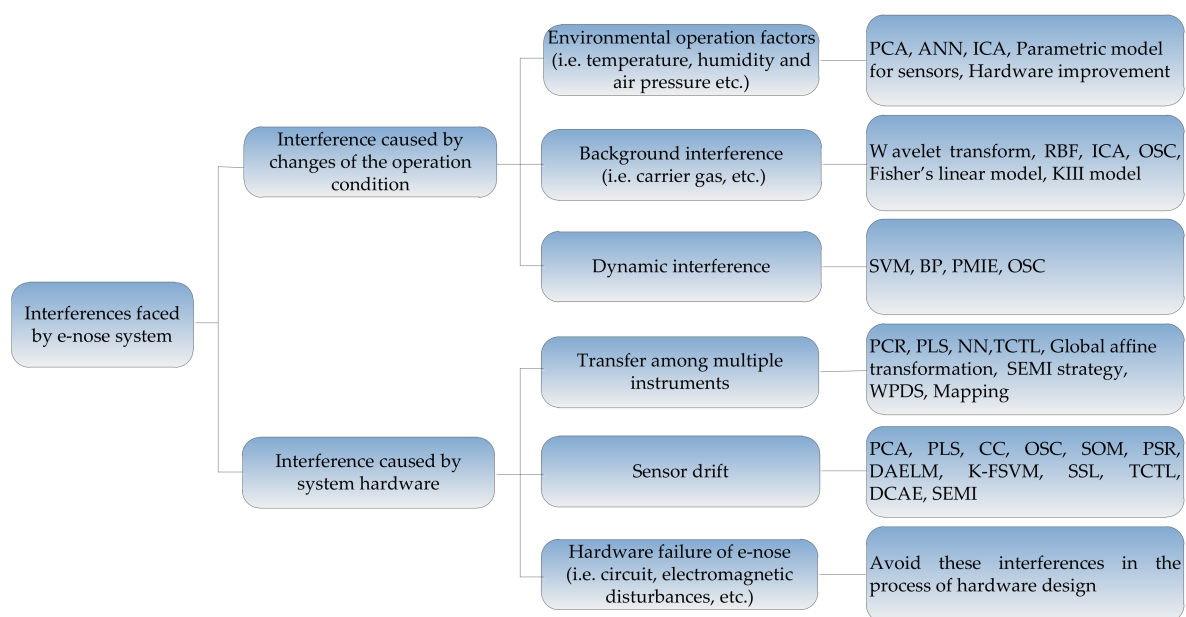 Interferences faced
by e-nose system
Interference caused by
changes of the operation
condition
Environmental operation factors
(i.e. temperature, humidity and
air pressure etc.)
PCA, ANN, ICA, Parametric model
for sensors, Hardware improvement
Background interference
(i.e. carrier gas, etc.)
W avelet transform, RBF, ICA, OSC,
Fisher's linear model, KIII model
Dynamic interference
SVM, BP, PMIE, OSC
Interference caused by
system hardware
Transfer among multiple
instruments
PCR, PLS, NN,TCTL, Global affine
transformation, SEMI strategy,
WPDS, Mapping
Sensor drift
PCA, PLS, CC, OSC, SOM, PSR,
DAELM, K-FSVM, SSL, TCTL,
DCAE, SEMI
Hardware failure of e-nose
(i.e. circuit, electromagnetic
disturbances, etc.)
Avoid these interferences in the
process of hardware design